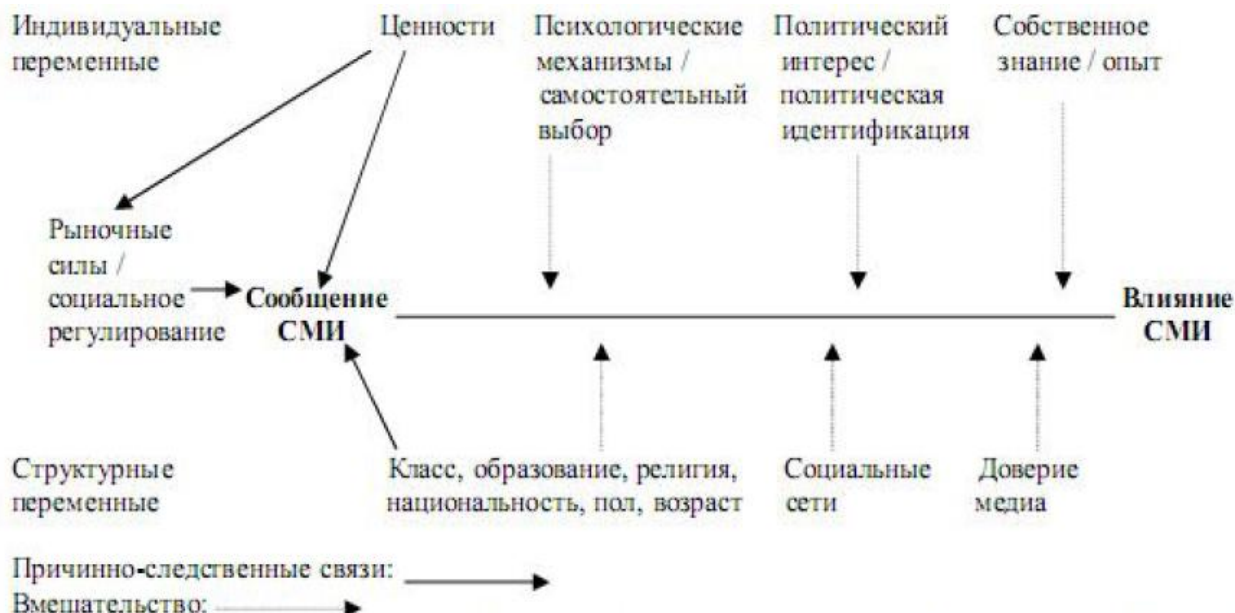 Индивидуальные
переменные
Ценности
Психологические
механизмы /
самостоятельный
выбор
Политический
интерес /
политическая
идентификация
Собственное
знание / опыт
Рыночные
силы /
социальное
регулирование
Сообщение
СМИ
Влияние
СМИ
Структурные
переменные
Класс, образование, религия,
национальность, пол, возраст
Социальные
сети
Доверие
медиа
Причинно-следственные связи:
Вмешательство: